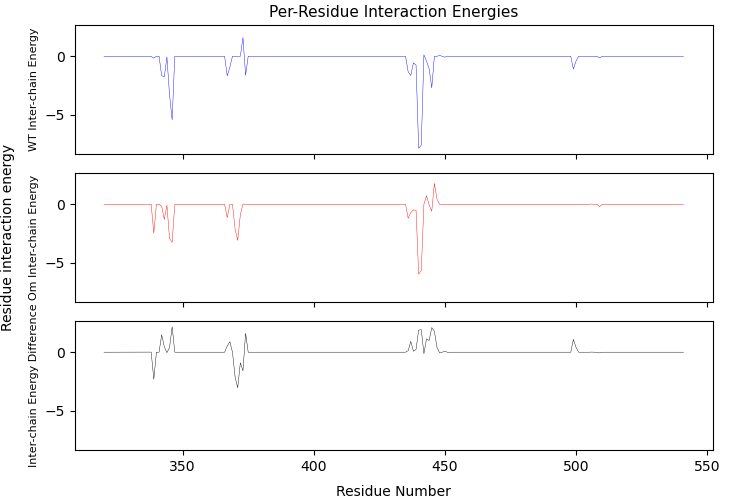 Per-Residue Interaction Energies
Residue interaction energy
WT Inter-chain Energy
0
−5
Om Inter-chain Energy
0
−5
Inter-chain Energy Difference
0
−5
350
400
450
500
550
Residue Number